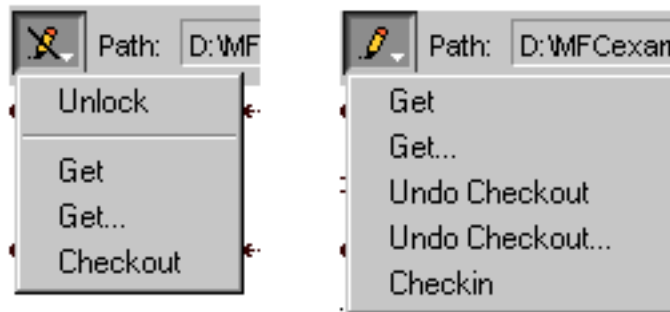 Path: D:\MF
Unlock
Get
Get...
Checkout
Path: D:\MFCexam
Get
Get...
Undo Checkout
Undo Checkout...
Checkin